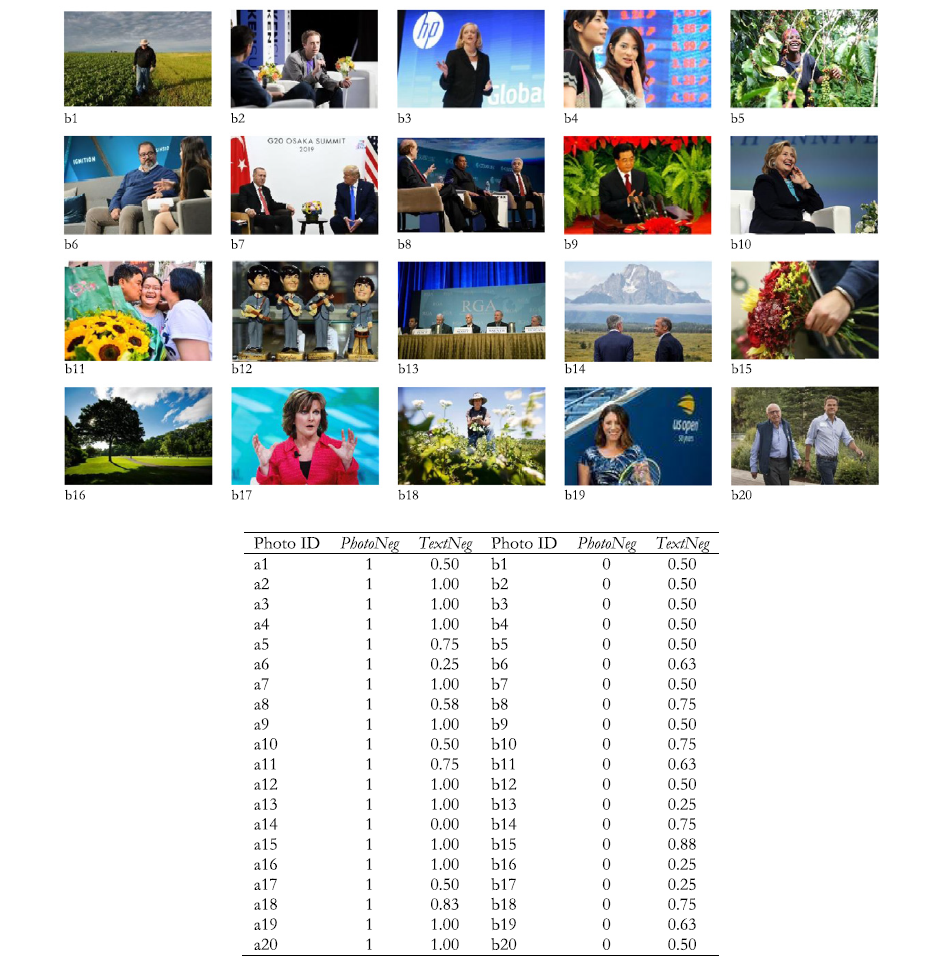 KENCO
hp
Global
b1 b2 b3 b4 b5
IGNITION
G20 OSAKA SUMMIT
2019
b6 b7 b8 b9 b10
RGA
b11 b12 b13 b14 b15
us open
50 years
b16 b17 b18 b19 b20
Photo ID PhotoNeg TextNeg Photo ID PhotoNeg TextNeg
a1 1 0.50 b1 0 0.50
a2 1 1.00 b2 0 0.50
a3 1 1.00 b3 0 0.50
a4 1 1.00 b4 0 0.50
a5 1 0.75 b5 0 0.50
a6 1 0.25 b6 0 0.63
a7 1 1.00 b7 0 0.50
a8 1 0.58 b8 0 0.75
a9 1 1.00 b9 0 0.50
a10 1 0.50 b10 0 0.75
a11 1 0.75 b11 0 0.63
a12 1 1.00 b12 0 0.50
a13 1 1.00 b13 0 0.25
a14 1 0.00 b14 0 0.75
a15 1 1.00 b15 0 0.88
a16 1 1.00 b16 0 0.25
a17 1 0.50 b17 0 0.25
a18 1 0.83 b18 0 0.75
a19 1 1.00 b19 0 0.63
a20 1 1.00 b20 0 0.50